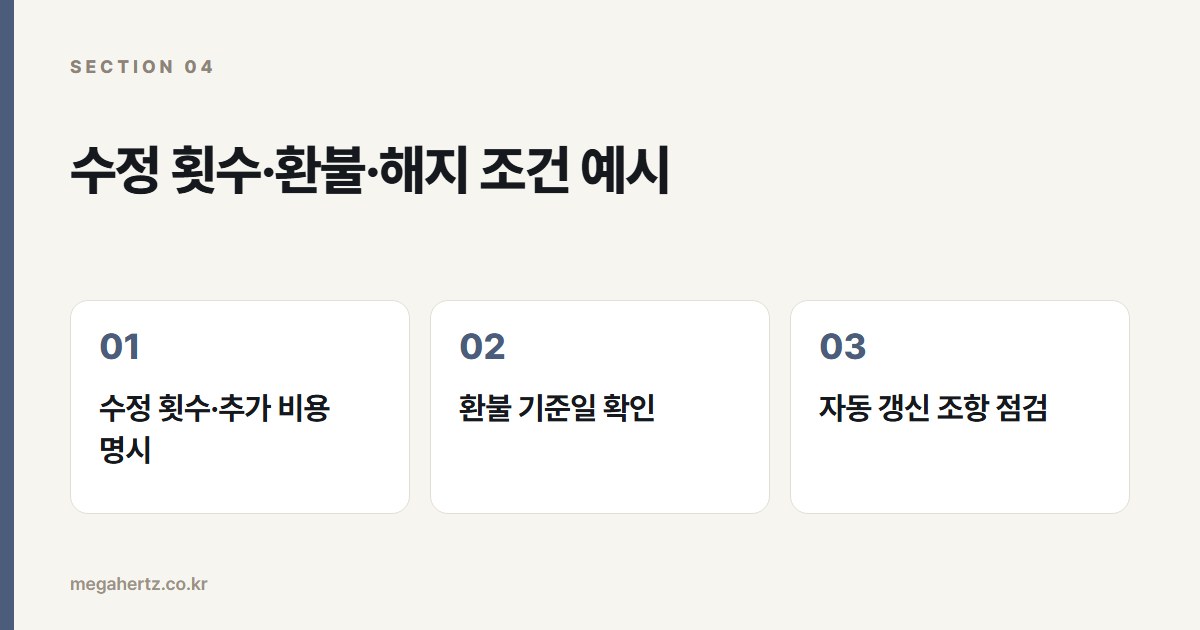 SECTION 04
수정 횟수·환불·해지 조건 예시
01
수정 횟수·추가 비용
명시
02
환불 기준일 확인
03
자동 갱신 조항 점검
megahertz.co.kr